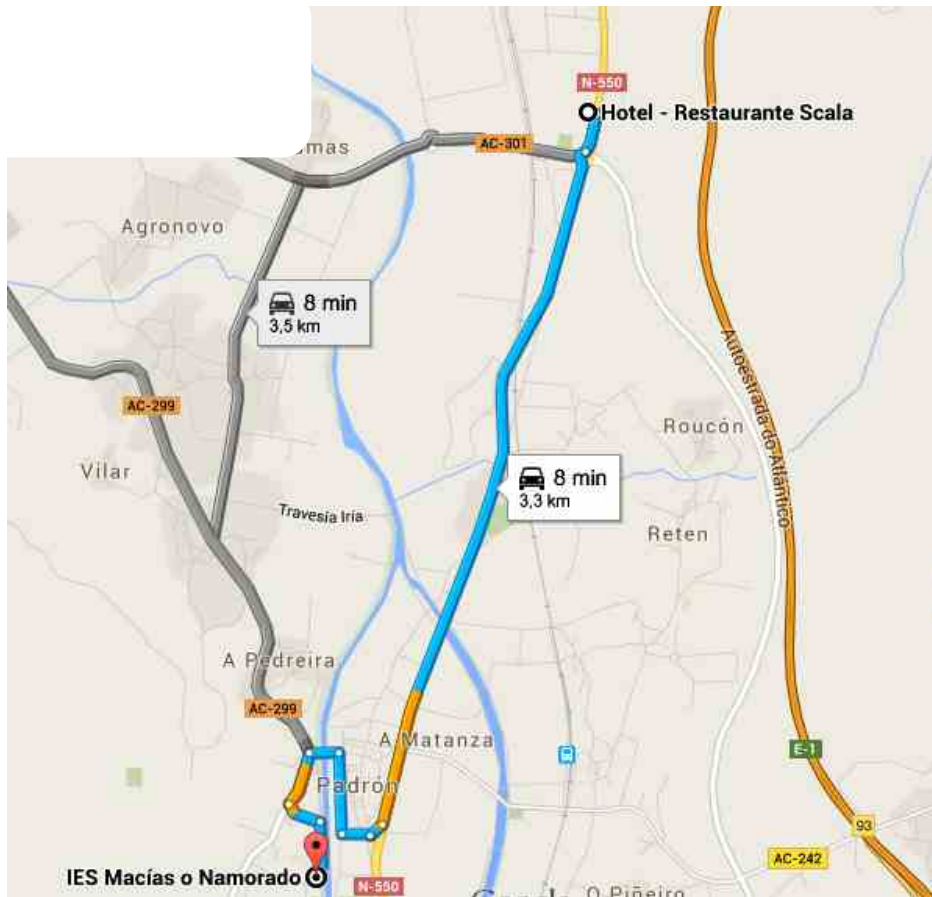 N-550
Hotel - Restaurante Scala
AC-301
Agronovo
8 min
3,5 km
AC-299
Autoestrada do Atlántico
Roucón
Vilar
8 min
3,3 km
Travesía Iria
Reten
A Pedreira
AC-299
A Matanza
E-1
Padrón
93
AC-242
IES Macías o Namorado
N-550
O Piñeiro